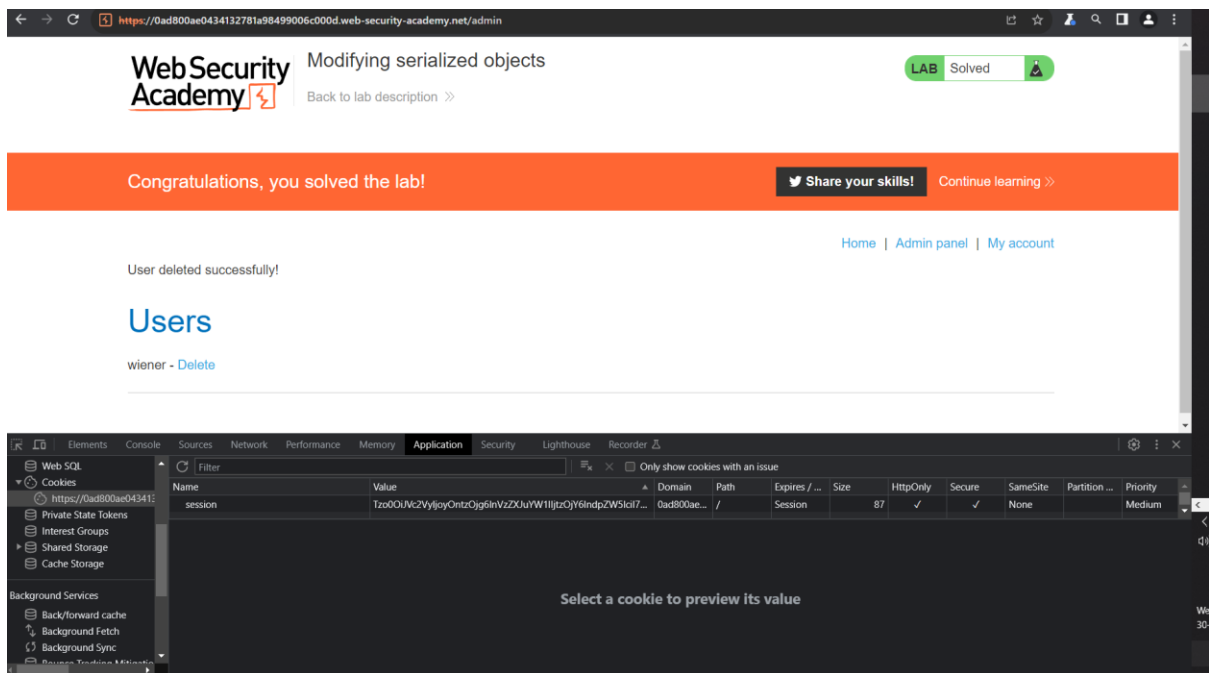 https://0ad800ae0434132781a98499006c000d.web-security-academy.net/admin
Web Security
Academy
Modifying serialized objects
Back to lab description
LAB Solved
Congratulations, you solved the lab!
Share your skills!
Continue learning
Home | Admin panel | My account
User deleted successfully!
Users
wiener - Delete
Elements Console Sources Network Performance Memory Application Security Lighthouse Recorder
Web SQL
Cookies
https://0ad800ae04341
Private State Tokens
Interest Groups
Shared Storage
Cache Storage
Background Services
Back/forward cache
Background Fetch
Background Sync
Filter
Only show cookies with an issue
Name Value Domain Path Expires / ... Size HttpOnly Secure SameSite Partition ... Priority
session 0ad800ae... / Session 87 ✓ ✓ None Medium
Select a cookie to preview its value
We
30-